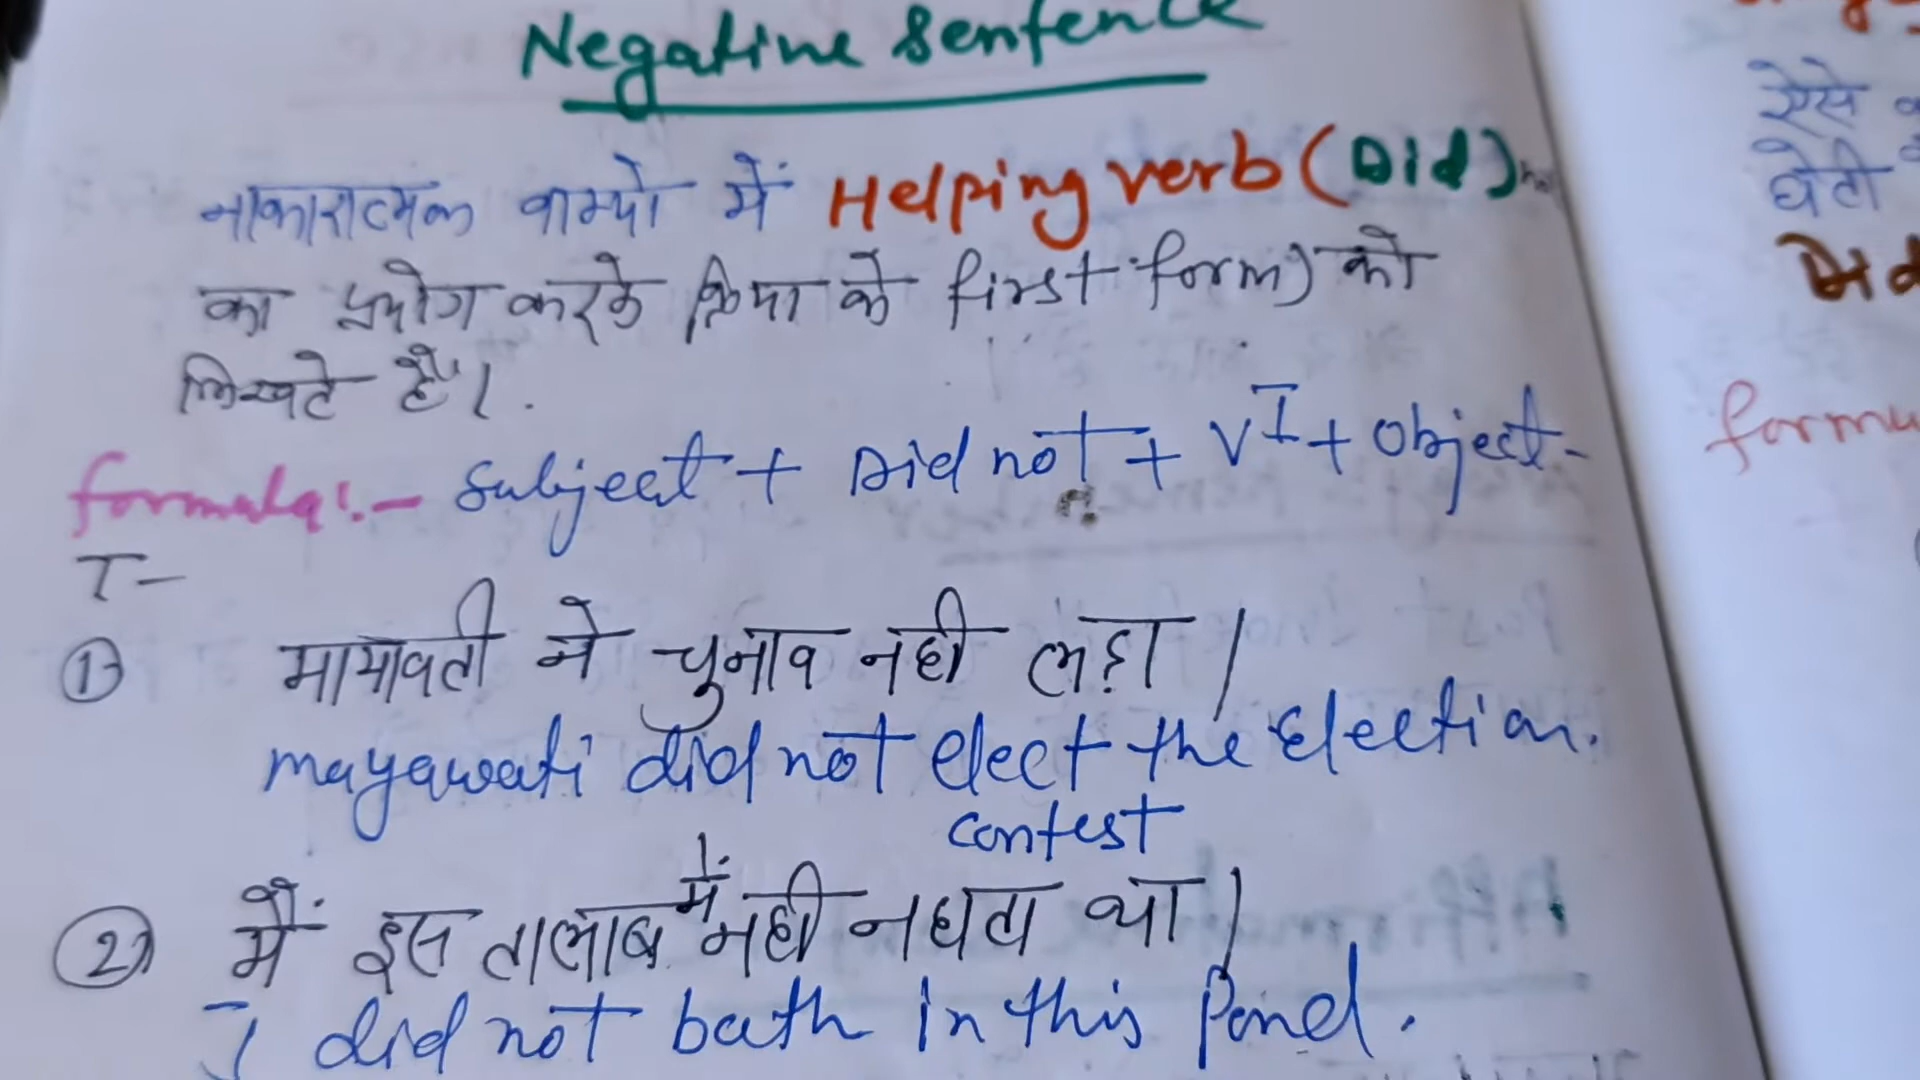 Negative Sentence
नाकारात्मक वाक्यो में Helping verb (Did)
का प्रयोग करके क्रिया के first form) को
लिखते हैं।.
formula:- Subject + Did not + V I + Object-
T-
① मायावती ने चुनाव नही लड़ा।
mayawati did not elect the Election.
contest
② मैं इस तालाब में नही नहाता था।
I did not bath in this Pond.
ऐसे
Did
formu